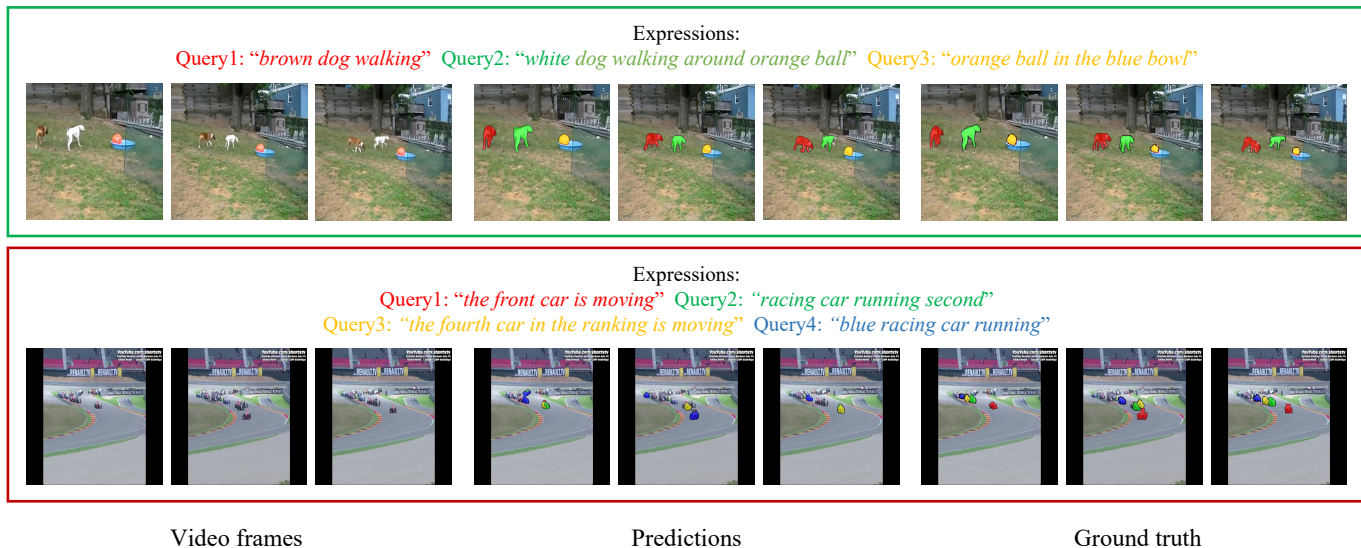 Expressions:
Query1: “brown dog walking” Query2: “white dog walking around orange ball” Query3: “orange ball in the blue bowl”
Expressions:
Query1: “the front car is moving” Query2: “racing car running second”
Query3: “the fourth car in the ranking is moving” Query4: “blue racing car running”
Video frames Predictions Ground truth